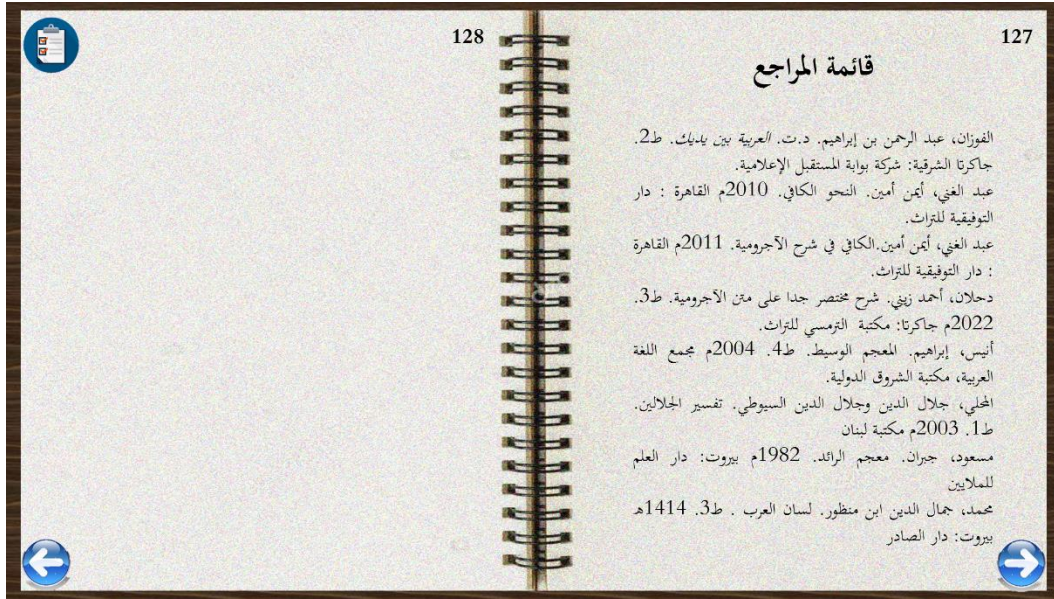 127
قائمة المراجع
الفوزان، عبد الرحمن بن إبراهيم. د.ت. العربية بين يديك. ط2.
جاكرتا الشرقية: شركة بوابة المستقبل الإعلامية.
عبد الغني، أيمن أمين. النحو الكافي. 2010م القاهرة : دار
التوفيقية للتراث.
عبد الغني، أيمن أمين.الكافي في شرح الآجرومية. 2011م القاهرة
: دار التوفيقية للتراث.
دحلان، أحمد زيني. شرح مختصر جدا على متن الآجرومية. ط3.
2022م جاكرتا: مكتبة الترمسي للتراث.
أنيس، إبراهيم. المعجم الوسيط. ط4. 2004م مجمع اللغة
العربية، مكتبة الشروق الدولية.
المحلي، جلال الدين وجلال الدين السيوطي. تفسير الجلالين.
ط1. 2003م مكتبة لبنان
مسعود، جبران. معجم الرائد. 1982م بيروت: دار العلم
للملايين
محمد، جمال الدين ابن منظور. لسان العرب . ط3. 1414هـ
بيروت: دار الصادر
128